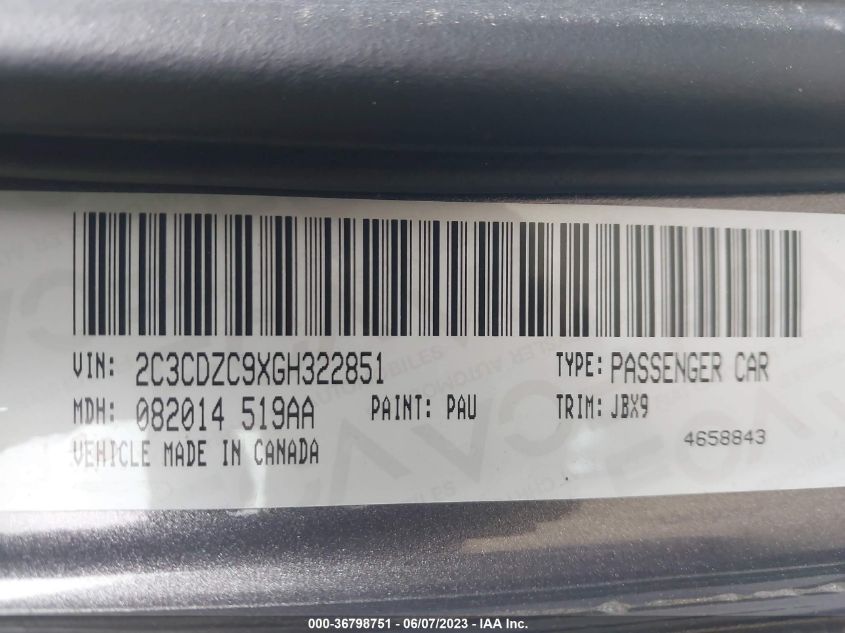 VIN: 2C3CDZC9XGH322851 TYPE: PASSENGER CAR
MDH: 082014 519AA PAINT: PAU TRIM: JBX9
VEHICLE MADE IN CANADA 4658843
000-36798751 - 06/07/2023 - IAA Inc.